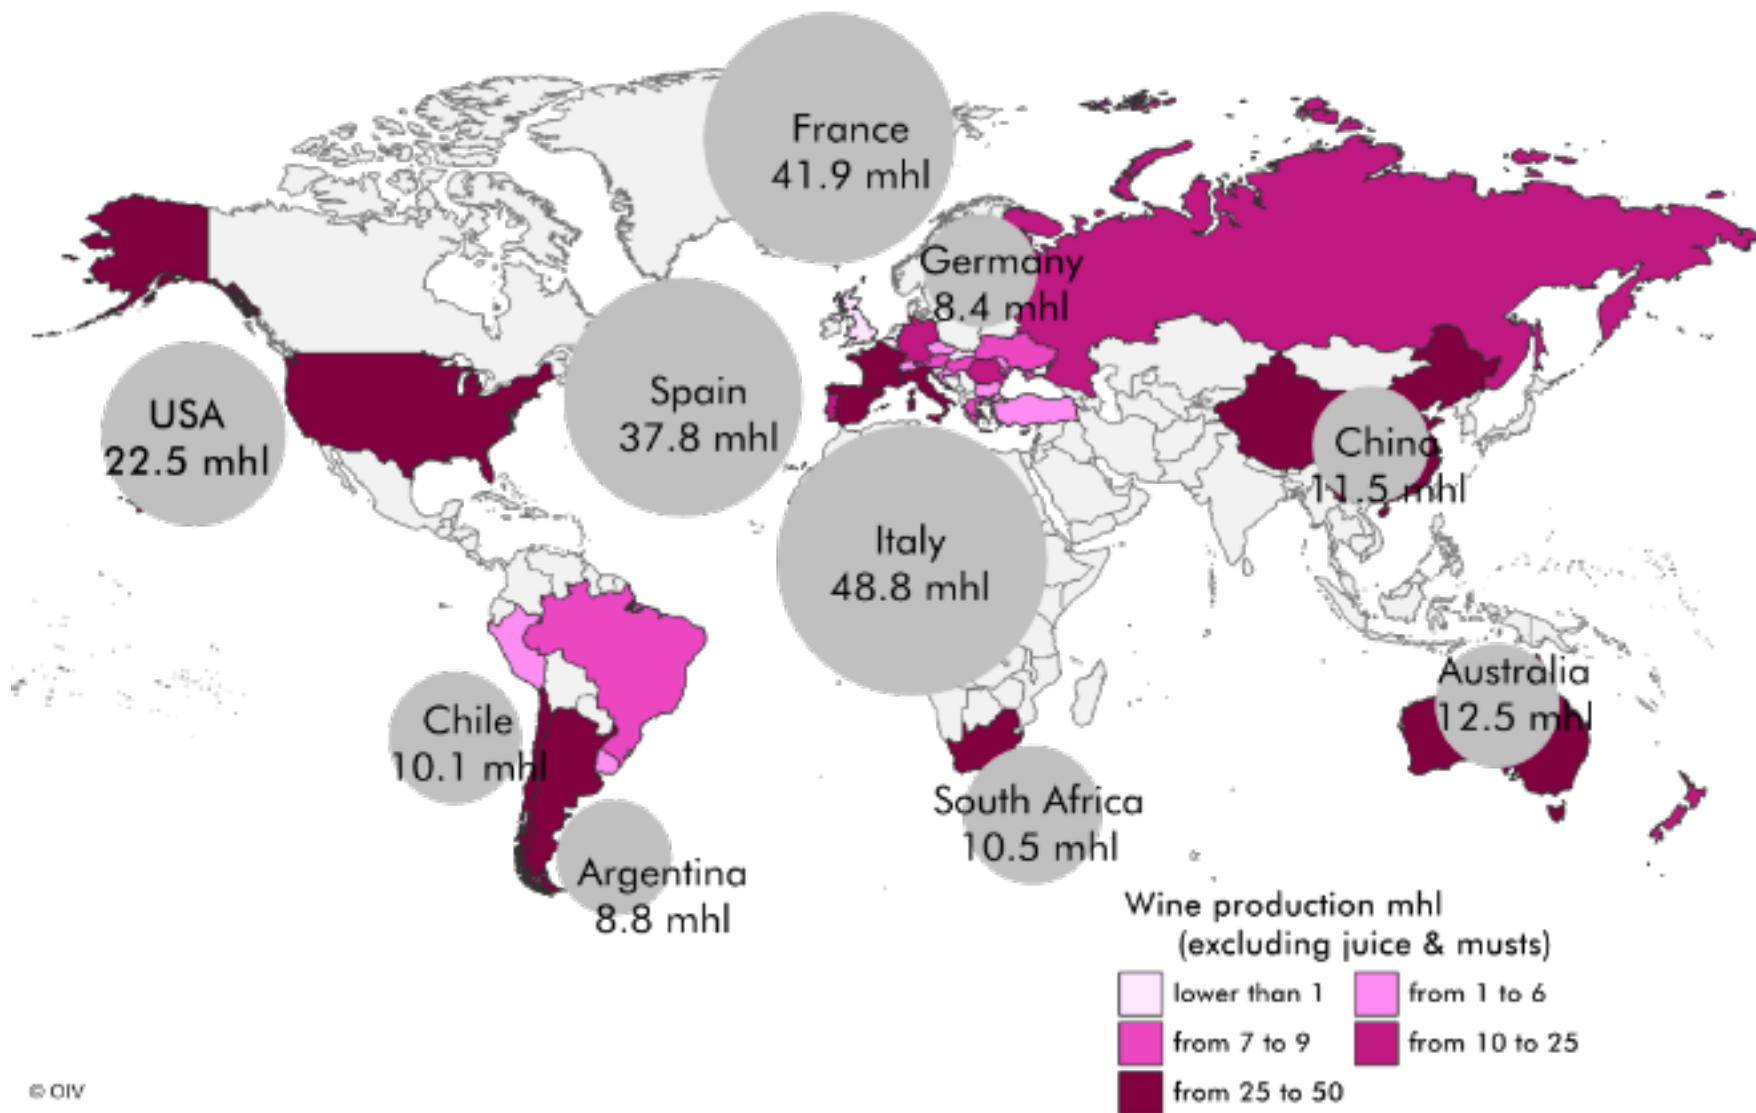 France
41.9 mhl
Germany
8.4 mhl
Spain
37.8 mhl
USA
22.5 mhl
China
11.5 mhl
Italy
48.8 mhl
Australia
12.5 mhl
Chile
10.1 mhl
South Africa
10.5 mhl
Argentina
8.8 mhl
Wine production mhl
(excluding juice & musts)
lower than 1
from 1 to 6
from 7 to 9
from 10 to 25
from 25 to 50
© OIV